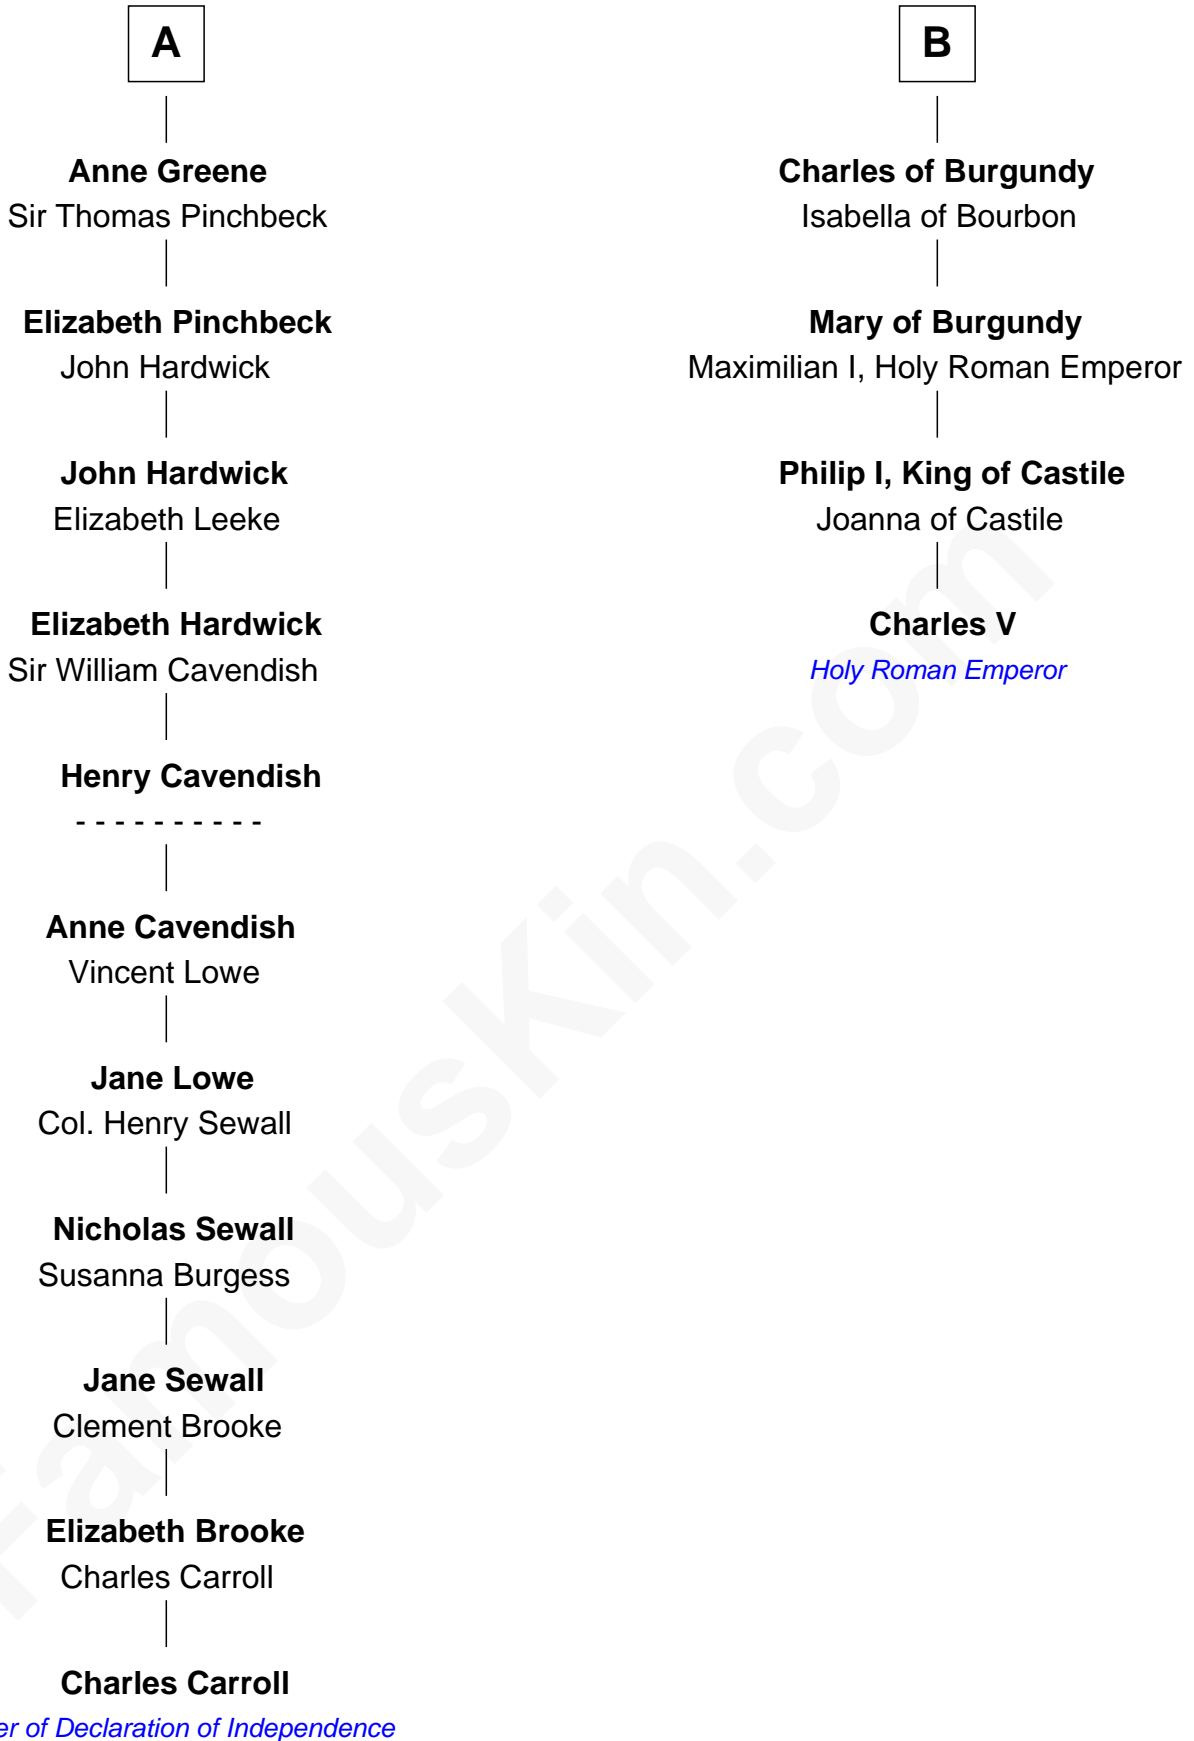 A
Anne Greene
Sir Thomas Pinchbeck
Elizabeth Pinchbeck
John Hardwick
John Hardwick
Elizabeth Leeke
Elizabeth Hardwick
Sir William Cavendish
Henry Cavendish
- - - - - - - - - -
Anne Cavendish
Vincent Lowe
Jane Lowe
Col. Henry Sewall
Nicholas Sewall
Susanna Burgess
Jane Sewall
Clement Brooke
Elizabeth Brooke
Charles Carroll
Charles Carroll
er of Declaration of Independence
B
Charles of Burgundy
Isabella of Bourbon
Mary of Burgundy
Maximilian I, Holy Roman Emperor
Philip I, King of Castile
Joanna of Castile
Charles V
Holy Roman Emperor
FamousKin.com